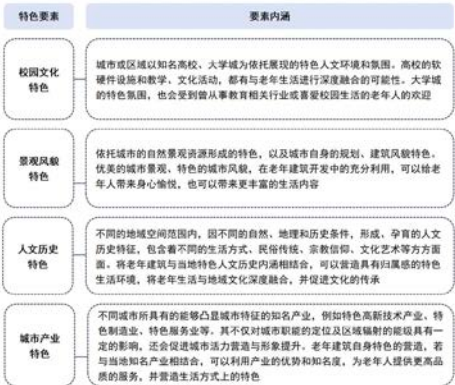 特色要素
要素内涵
校园文化
特色
城市或区域以知名高校、大学城为依托展现的特色人文环境和氛围。高校的软
硬件设施和教学、文化活动，都有与老年生活进行深度融合的可能性。大学城
的特色氛围，也会受到曾从事教育相关行业或喜爱校园生活的老年人的欢迎
景观风貌
特色
依托城市的自然景观资源形成的特色，以及城市自身的规划、建筑风貌特色。
优美的城市景观、特色的城市风貌，在老年建筑开发中的充分利用，可以给老
年人带来身心愉悦，也可以带来更丰富的生活内容
人文历史
特色
不同的地域空间范围内，因不同的自然、地理和历史条件，形成、孕育的人文
历史特征，包含着不同的生活方式、民俗传统、宗教信仰、文化艺术等方方面
面。将老年建筑与当地特色人文历史内涵相结合，可以营造具有归属感的特色
生活环境，将老年生活与地域文化深度融合，并促进文化的传承
城市产业
特色
不同城市所具有的能够凸显城市特征的知名产业，例如特色高新技术产业、特
色制造业、特色服务业等。其不仅对城市职能的定位及区域辐射的能级具有一
定的影响，还会促进城市活力营造与形象提升。老年建筑自身特色的营造，若
与当地知名产业相结合，可以利用产业的优势和知名度，为老年人提供更高品
质的服务，并营造生活方式上的特色